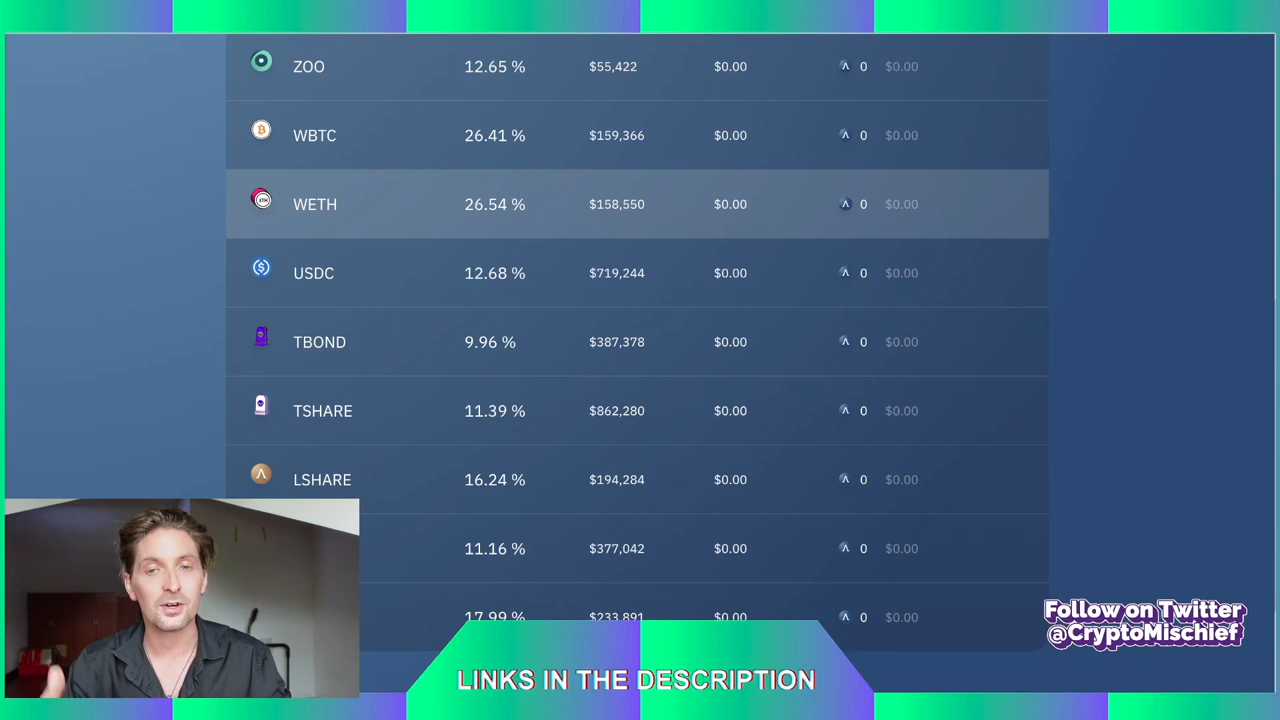 ZOO 12.65 % $55,422 $0.00 0 $0.00
WBTC 26.41 % $159,366 $0.00 0 $0.00
WETH 26.54 % $158,550 $0.00 0 $0.00
USDC 12.68 % $719,244 $0.00 0 $0.00
TBOND 9.96 % $387,378 $0.00 0 $0.00
TSHARE 11.39 % $862,280 $0.00 0 $0.00
LSHARE 16.24 % $194,284 $0.00 0 $0.00
11.16 % $377,042 $0.00 0 $0.00
17.99 % $233,891 $0.00 0 $0.00
Follow on Twitter
@CryptoMischief
LINKS IN THE DESCRIPTION